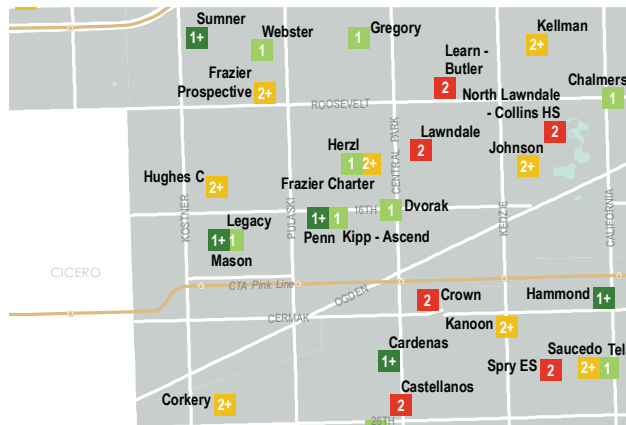 Sumner
1+
Webster
1
Gregory
1
Kellman
2+
Learn -
Butler
2
Frazier
Prospective
2+
Chalmers
1
ROOSEVELT
North Lawndale
- Collins HS
2
Lawndale
2
CENTRAL PARK
Johnson
2+
Herzl
1
2+
Frazier Charter
Hughes C
2+
KOSTNER
PULASKI
16TH
KEDZIE
CALIFORNIA
Dvorak
1
Legacy
1+
1
Mason
1+
1
Penn
Kipp - Ascend
CICERO
CTA Pink Line
OGDEN
Crown
2
Hammond
1+
CERMAK
Kanoon
2+
Cardenas
1+
Spry ES
2
Saucedo
2+
Tel
1
Castellanos
2
Corkery
2+
26TH